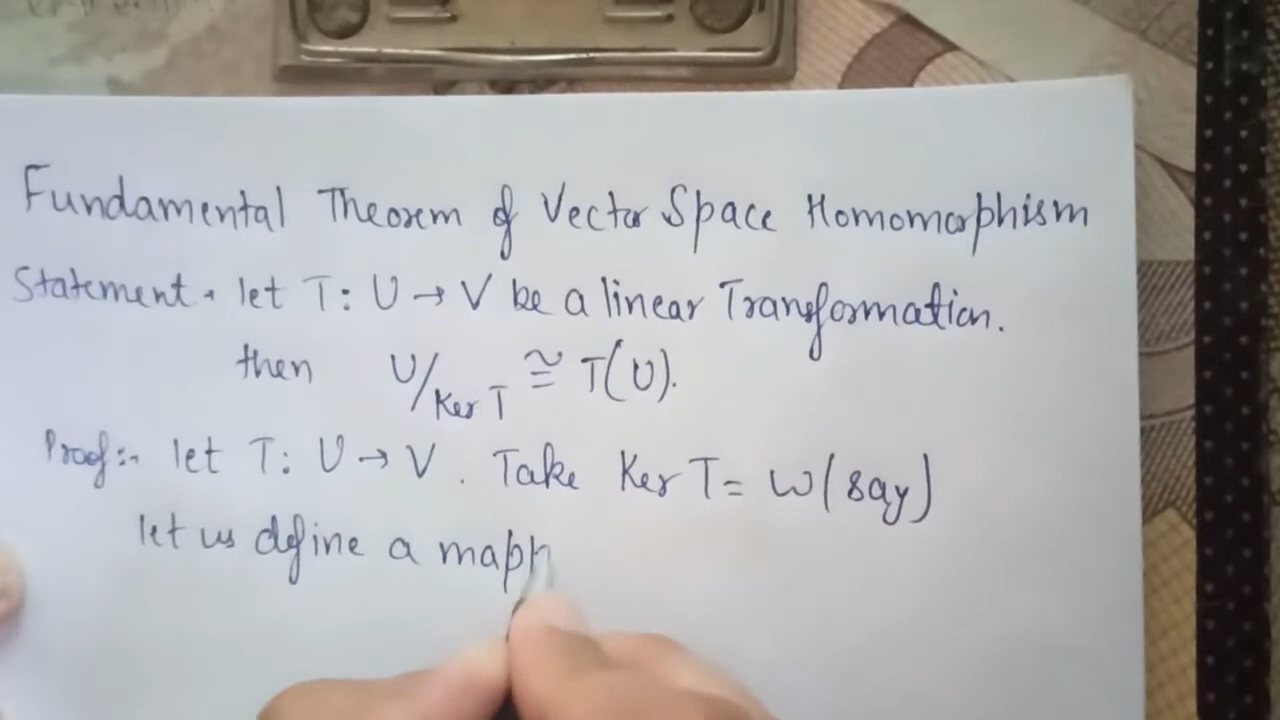 Fundamental Theorem of Vector Space Homomorphism
Statement. let T: U → V be a linear Transformation.
then U/Ker T ≅ T(U).
Proof:- let T: U → V. Take Ker T = W (say)
let us define a mapp